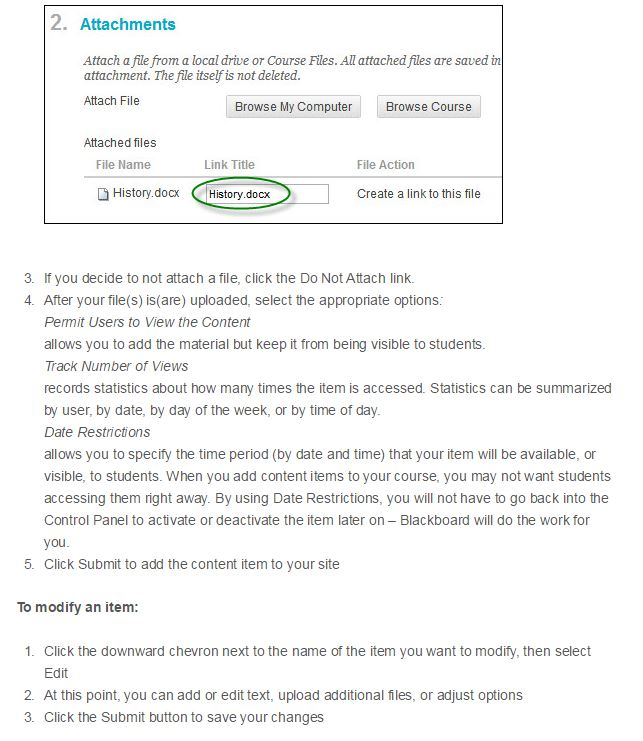 2. Attachments
Attach a file from a local drive or Course Files. All attached files are saved in
attachment. The file itself is not deleted.
Attach File
Browse My Computer
Browse Course
Attached files
File Name
Link Title
File Action
History.docx
History.docx
Create a link to this file
3. If you decide to not attach a file, click the Do Not Attach link.
4. After your file(s) is(are) uploaded, select the appropriate options:
Permit Users to View the Content
allows you to add the material but keep it from being visible to students.
Track Number of Views
records statistics about how many times the item is accessed. Statistics can be summarized
by user, by date, by day of the week, or by time of day.
Date Restrictions
allows you to specify the time period (by date and time) that your item will be available, or
visible, to students. When you add content items to your course, you may not want students
accessing them right away. By using Date Restrictions, you will not have to go back into the
Control Panel to activate or deactivate the item later on – Blackboard will do the work for
you.
5. Click Submit to add the content item to your site
To modify an item:
1. Click the downward chevron next to the name of the item you want to modify, then select
Edit
2. At this point, you can add or edit text, upload additional files, or adjust options
3. Click the Submit button to save your changes